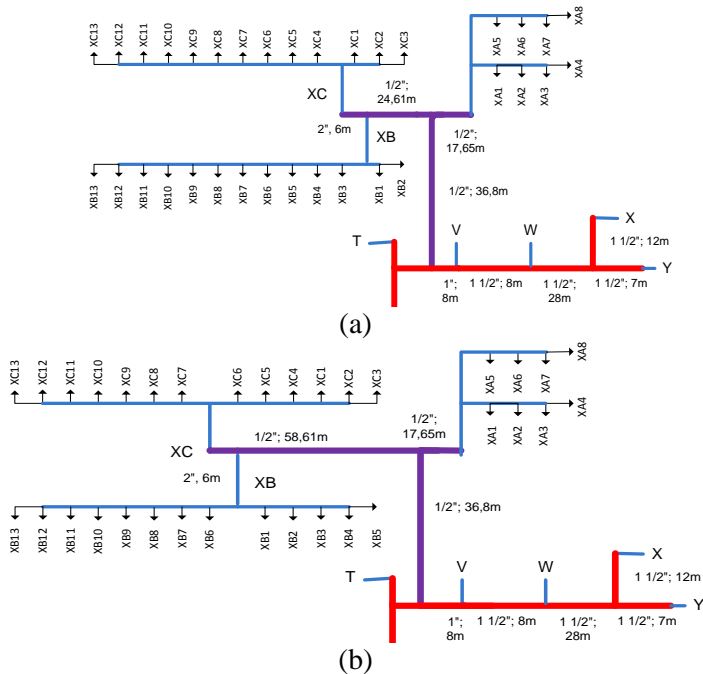 XC13 XC12 XC11 XC10 XC9 XC8 XC7 XC6 XC5 XC4 XC1 XC2 XC3
XA8
XA5 XA6 XA7
XA4
XA1 XA2 XA3
XC
1/2";
24,61m
2", 6m
XB
1/2";
17,65m
XB13 XB12 XB11 XB10 XB9 XB8 XB7 XB6 XB5 XB4 XB3 XB1 XB2
1/2"; 36,8m
T
V
W
X
1 1/2"; 12m
Y
1";
8m
1 1/2"; 8m
1 1/2";
28m
1 1/2"; 7m
(a)
XC13 XC12 XC11 XC10 XC9 XC8 XC7 XC6 XC5 XC4 XC1 XC2 XC3
XA8
XA5 XA6 XA7
XA4
XA1 XA2 XA3
1/2";
17,65m
1/2"; 58,61m
XC
2", 6m
XB
XB13 XB12 XB11 XB10 XB9 XB8 XB7 XB6 XB1 XB2 XB3 XB4 XB5
1/2"; 36,8m
T
V
W
X
1 1/2"; 12m
Y
1";
8m
1 1/2"; 8m
1 1/2";
28m
1 1/2"; 7m
(b)